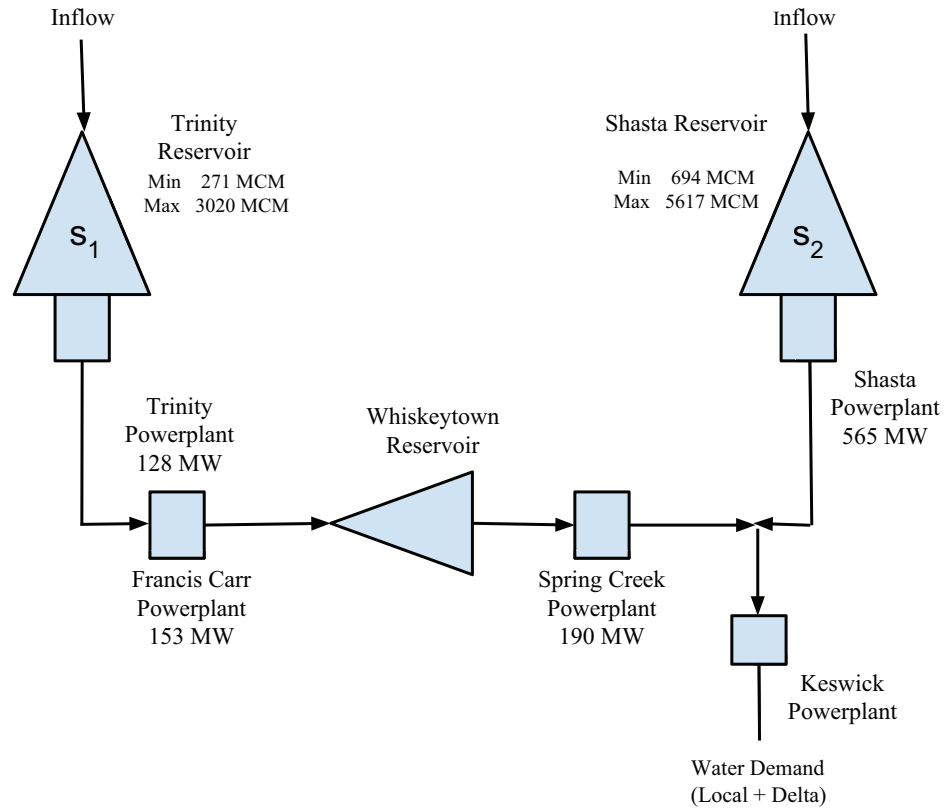 Inflow
Inflow
Trinity
Reservoir
Min 271 MCM
Max 3020 MCM
Shasta Reservoir
Min 694 MCM
Max 5617 MCM
S1
S2
Shasta
Powerplant
565 MW
Trinity
Powerplant
128 MW
Whiskeytown
Reservoir
Francis Carr
Powerplant
153 MW
Spring Creek
Powerplant
190 MW
Keswick
Powerplant
Water Demand
(Local + Delta)